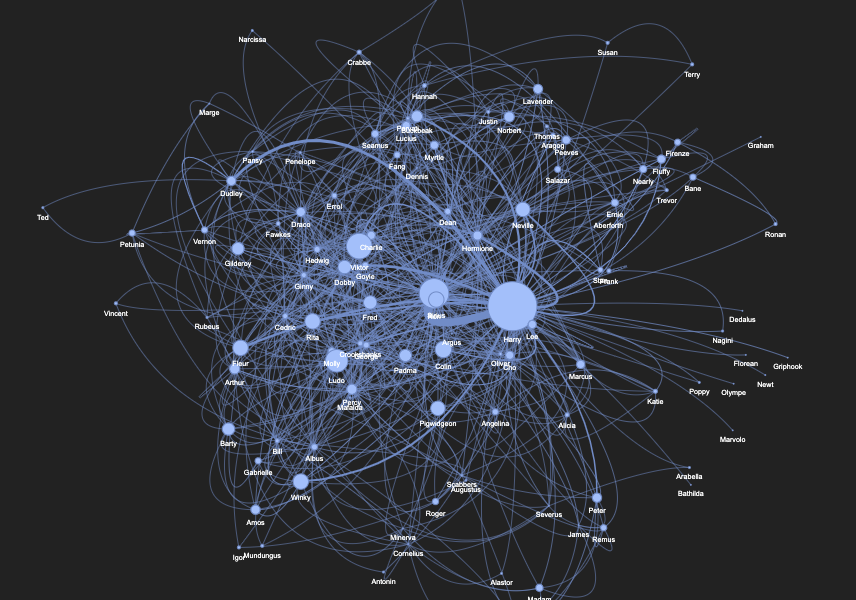 Narcissa
Susan
Crabbe
Terry
Hannah
Lavender
Marge
Justin
Norbert
Buckbeak
Lucius
Thomas
Seamus
Aragog
Graham
Peeves
Firenze
Myrtle
Pansy
Penelope
Fang
Fluffy
Dennis
Salazar
Nearly
Bane
Dudley
Trevor
Errol
Ted
Ernie
Draco
Dean
Neville
Aberforth
Fawkes
Ronan
Petunia
Vernon
Charlie
Hermione
Gilderoy
Hedwig
Viktor
Goyle
Dobby
Ginny
Frank
Vincent
Fred
Dedalus
Rubeus
Cedric
Rita
Harry
Lee
Nagini
Argus
Crookshanks
George
Fleur
Molly
Padma
Colin
Oliver
Cho
Florean
Griphook
Marcus
Arthur
Ludo
Newt
Percy
Mafalda
Katie
Poppy
Olympe
Pigwidgeon
Angelina
Alicia
Barty
Marvolo
Bill
Albus
Gabrielle
Arabella
Scabbers
Augustus
Bathilda
Winky
Roger
Severus
Peter
Amos
James
Remus
Minerva
Cornelius
Igor
Mundungus
Antonin
Alastor
Madam